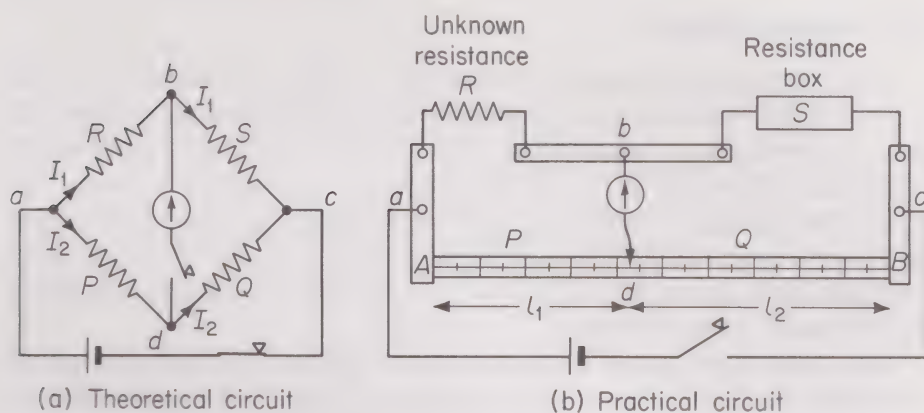 Unknown
resistance
R
Resistance
box
S
b
I1
I1
R
S
a
c
I2
P
Q
d
I2
(a) Theoretical circuit
b
a
c
P
Q
A
B
l1
d
l2
(b) Practical circuit